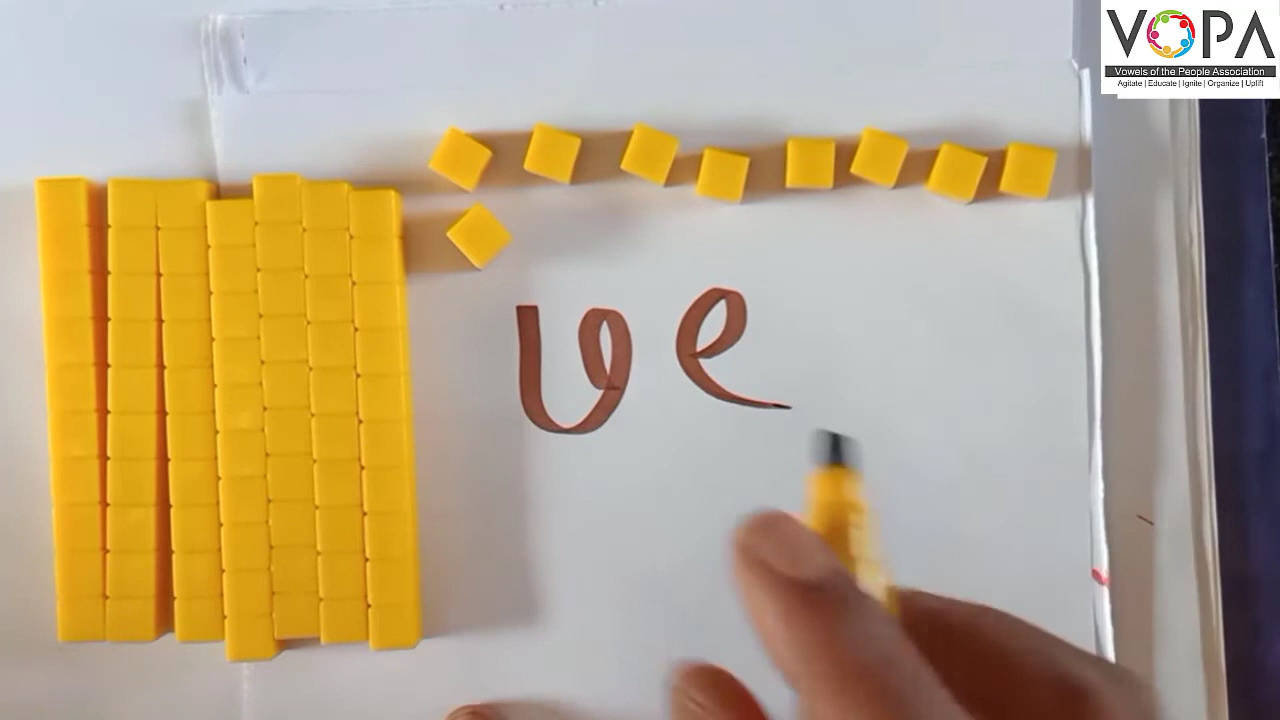 VOPA
Vowels of the People Association
Agitate | Educate | Ignite | Organize | Uplift
७९